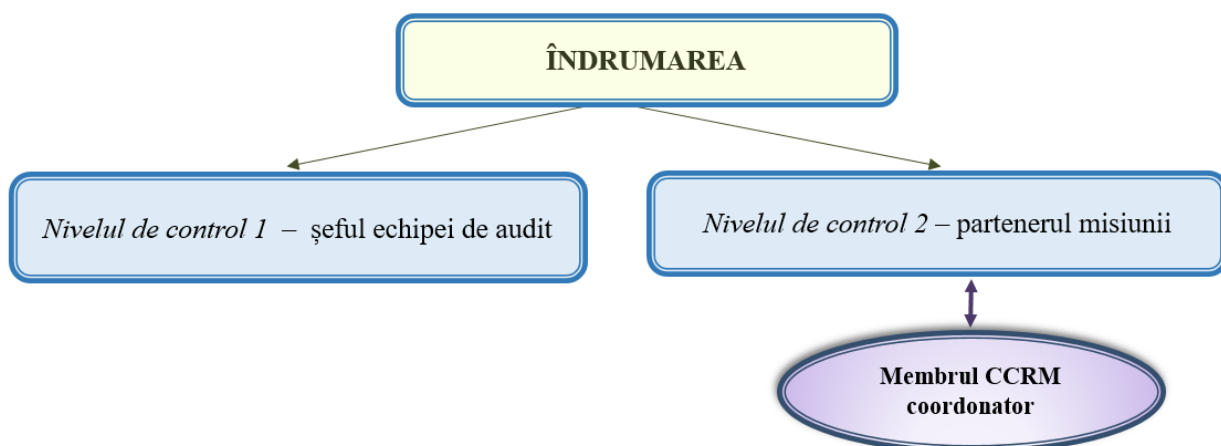 ÎNDRUMAREA
Nivelul de control 1 – șeful echipei de audit
Nivelul de control 2 – partenerul misiunii
Membrul CCRM
coordonator